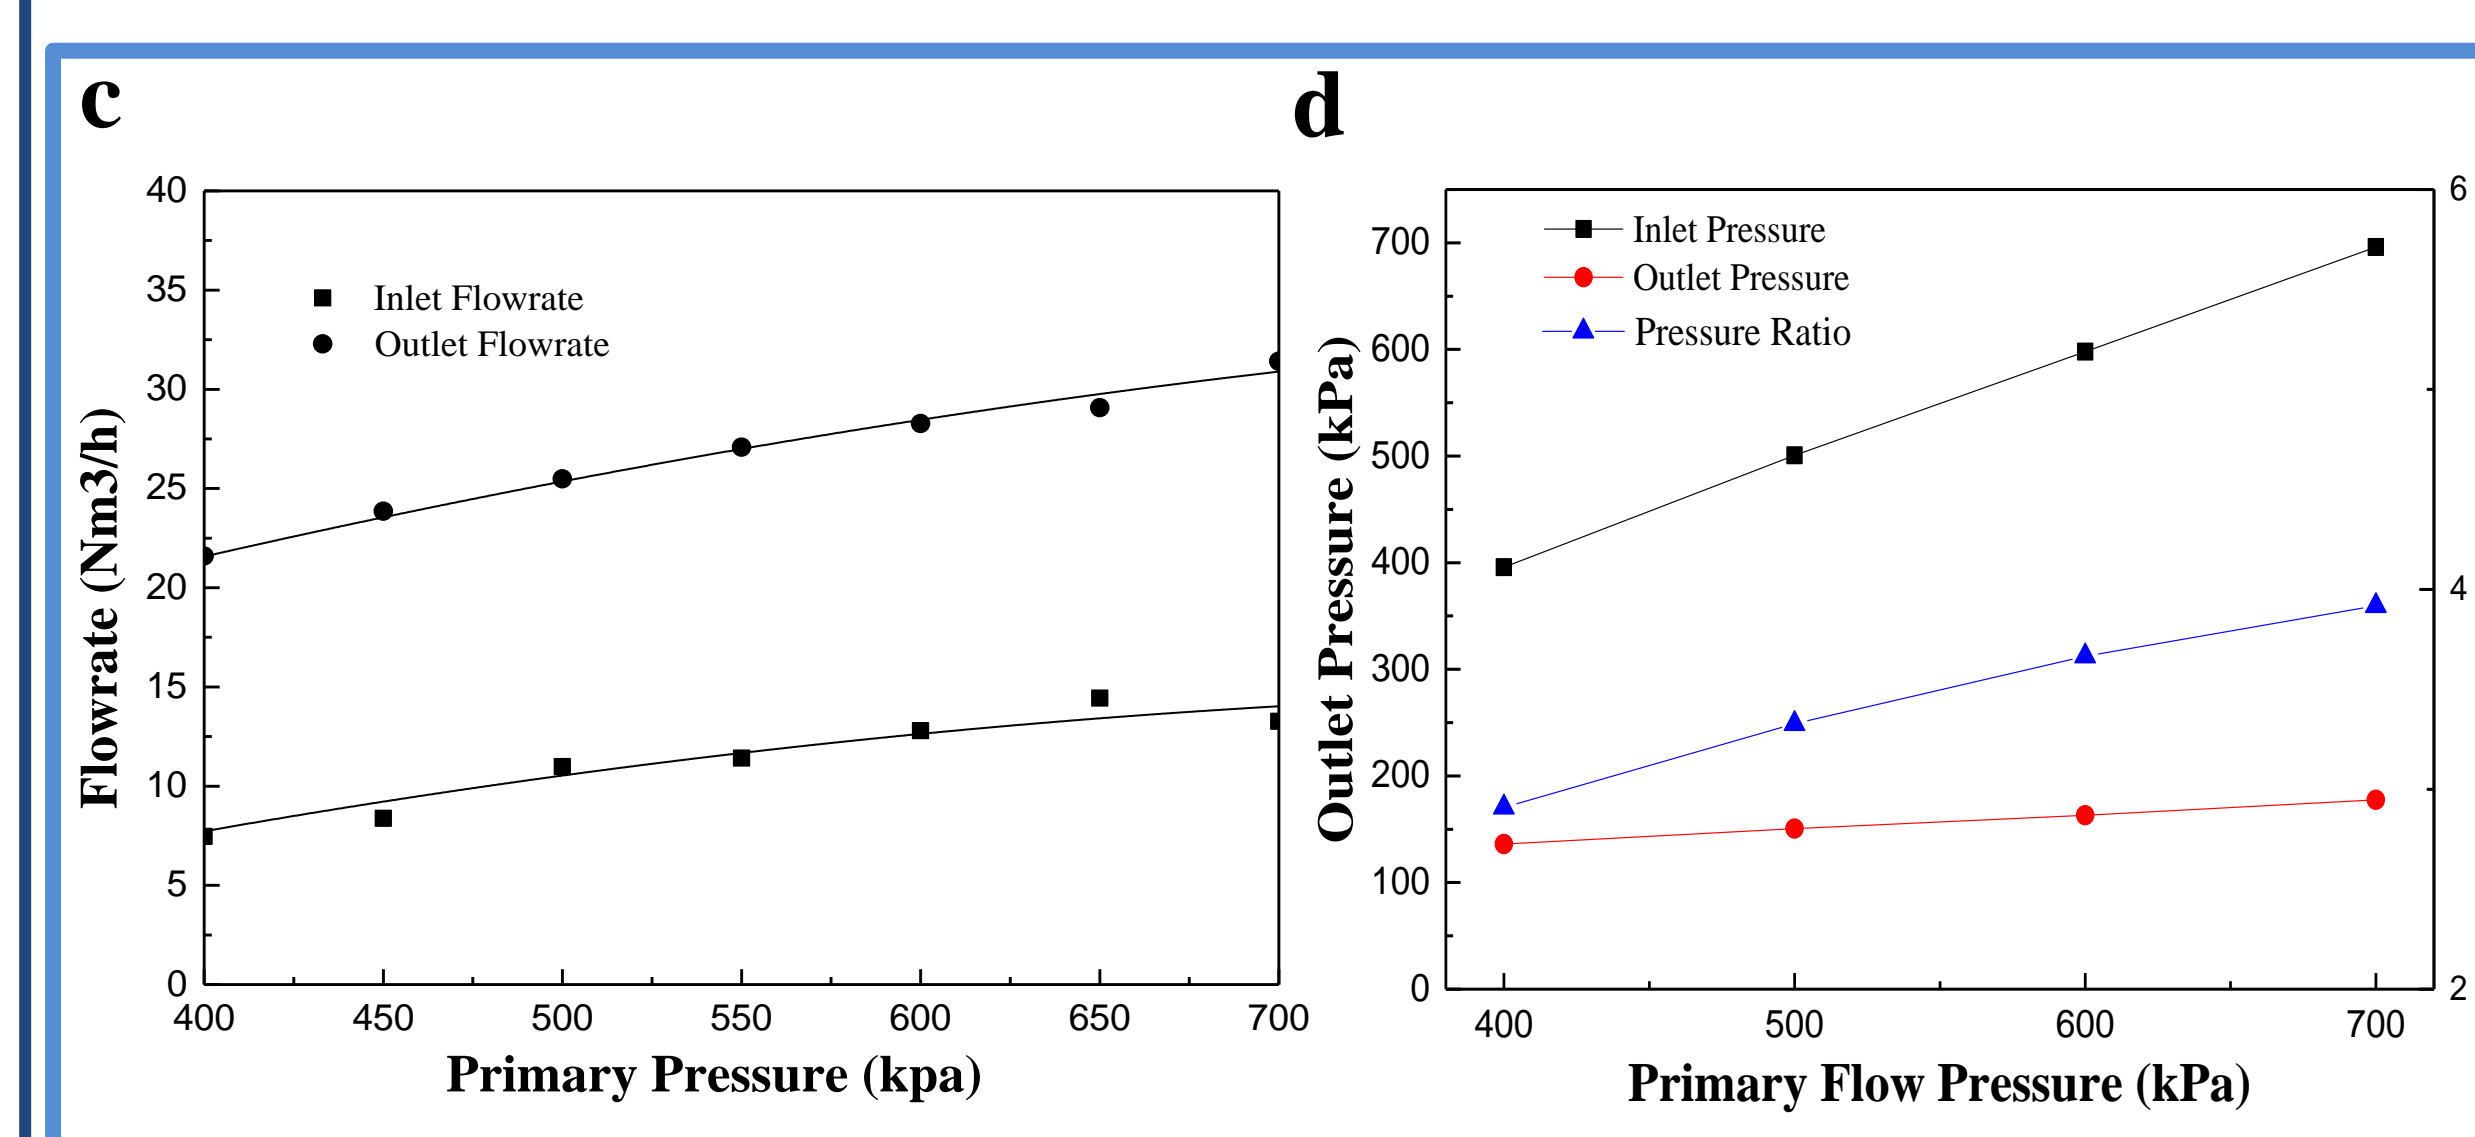 c
40
35
30
25
20
15
10
5
0
Flowrate (Nm3/h)
Inlet Flowrate
Outlet Flowrate
400 450 500 550 600 650 700
Primary Pressure (kpa)
d
700
600
500
400
300
200
100
0
Outlet Pressure (kPa)
Inlet Pressure
Outlet Pressure
Pressure Ratio
6
4
2
400 500 600 700
Primary Flow Pressure (kPa)